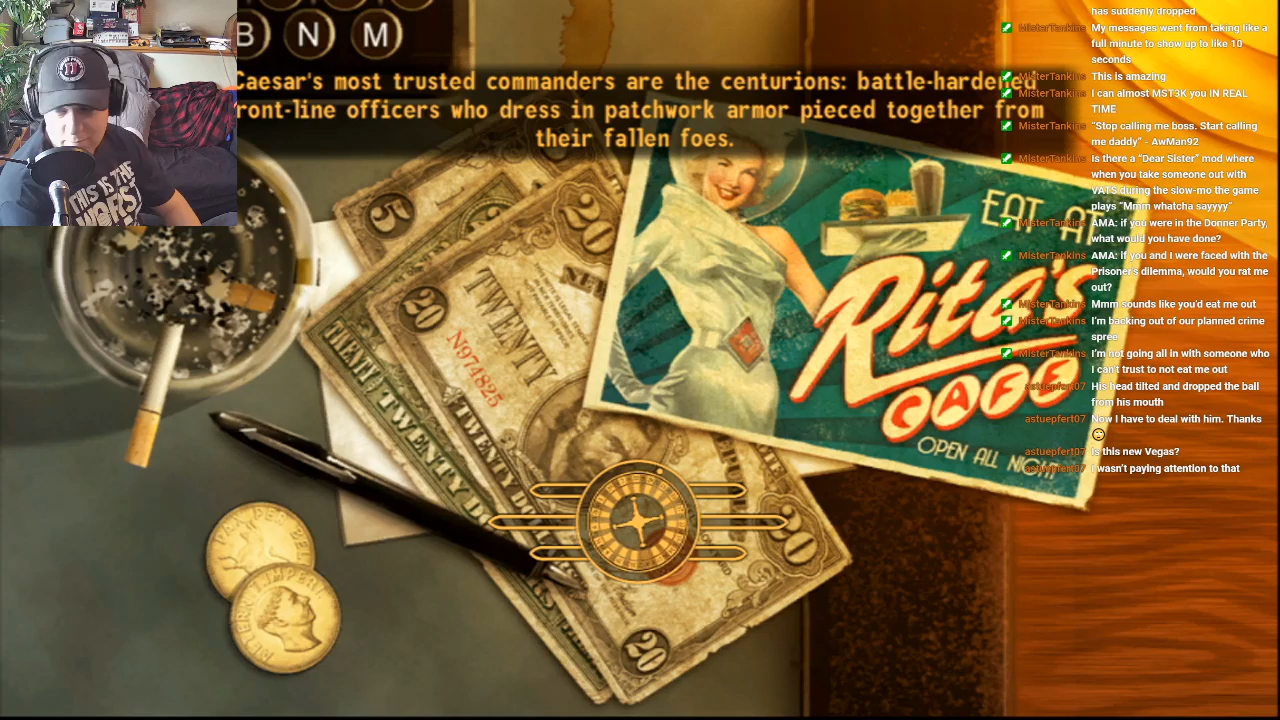 B N M
Caesar's most trusted commanders are the centurions: battle-hardened
front-line officers who dress in patchwork armor pieced together from
their fallen foes.
THIS IS THE
WORST
5
20
20
TWENTY
N974825
TWENTY
20
20
EAT AT
Rita's
CAFE
OPEN ALL NIGHT
PAX PER BEL
AETERNIT IMPERI
has suddenly dropped
MisterTankins My messages went from taking like a
full minute to show up to like 10
seconds
MisterTankins This is amazing
MisterTankins I can almost MST3K you IN REAL
TIME
MisterTankins "Stop calling me boss. Start calling
me daddy" - AwMan92
MisterTankins Is there a "Dear Sister" mod where
when you take someone out with
VATS during the slow-mo the game
plays "Mmm whatcha sayyyy"
MisterTankins AMA: if you were in the Donner Party,
what would you have done?
MisterTankins AMA: if you and I were faced with the
Prisoner's dilemma, would you rat me
out?
MisterTankins Mmm sounds like you'd eat me out
MisterTankins I'm backing out of our planned crime
spree
MisterTankins I'm not going all in with someone who
I can't trust to not eat me out
astuepfert07 His head tilted and dropped the ball
from his mouth
astuepfert07 Now I have to deal with him. Thanks
astuepfert07 Is this new Vegas?
astuepfert07 I wasn't paying attention to that